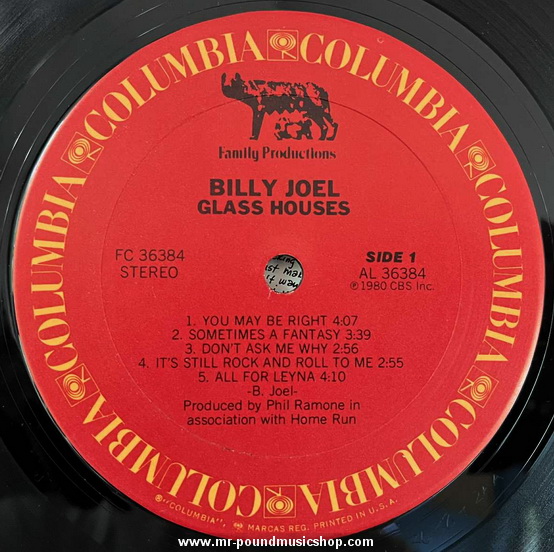 COLUMBIA COLUMBIA COLUMBIA COLUMBIA COLUMBIA COLUMBIA COLUMBIA
Family Productions
BILLY JOEL
GLASS HOUSES
FC 36384
STEREO
SIDE 1
AL 36384
℗1980 CBS Inc.
1. YOU MAY BE RIGHT 4:07
2. SOMETIMES A FANTASY 3:39
3. DON'T ASK ME WHY 2:56
4. IT'S STILL ROCK AND ROLL TO ME 2:55
5. ALL FOR LEYNA 4:10
-B. Joel-
Produced by Phil Ramone in
association with Home Run
®"COLUMBIA", MARCAS REG. PRINTED IN U.S.A.
www.mr-poundmusicshop.com